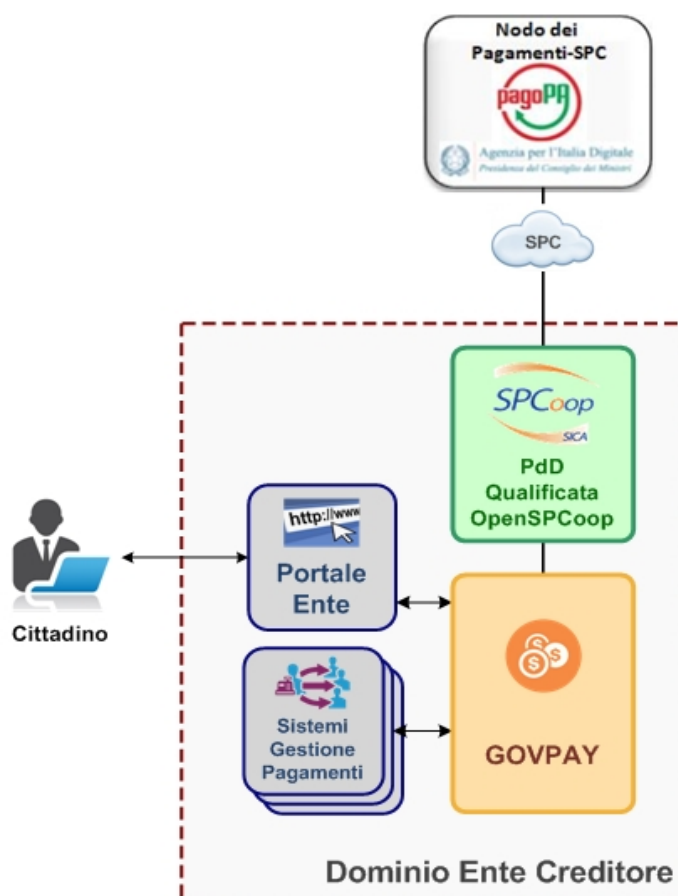 Nodo dei
Pagamenti-SPC
pagoPA
Agenzia per l'Italia Digitale
Presidenza del Consiglio dei Ministri
SPC
SPCoop
SICA
PdD
Qualificata
OpenSPCoop
http://www
Portale
Ente
Cittadino
Sistemi
Gestione
Pagamenti
GOVPAY
Dominio Ente Creditore